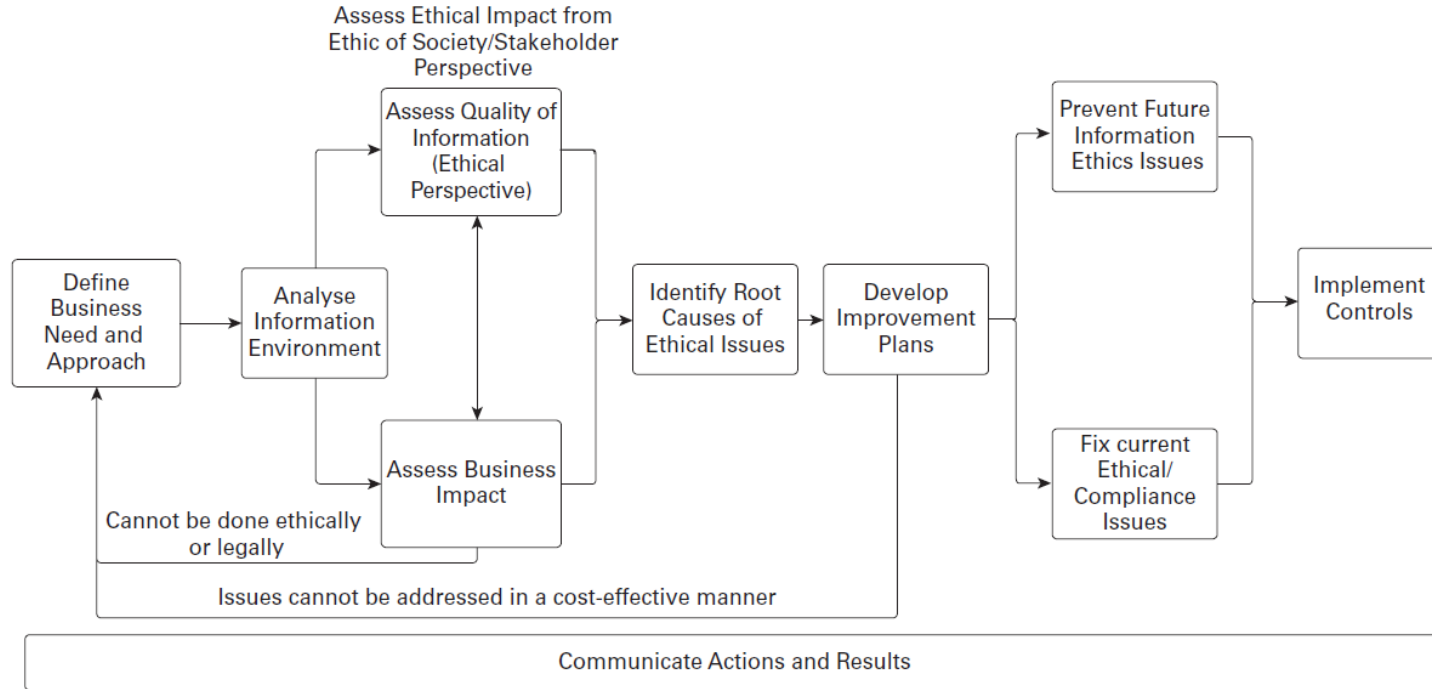 Assess Ethical Impact from
Ethic of Society/Stakeholder
Perspective
Assess Quality of
Information
(Ethical
Perspective)
Define
Business
Need and
Approach
Analyse
Information
Environment
Assess Business
Impact
Identify Root
Causes of
Ethical Issues
Develop
Improvement
Plans
Prevent Future
Information
Ethics Issues
Fix current
Ethical/
Compliance
Issues
Implement
Controls
Cannot be done ethically
or legally
Issues cannot be addressed in a cost-effective manner
Communicate Actions and Results